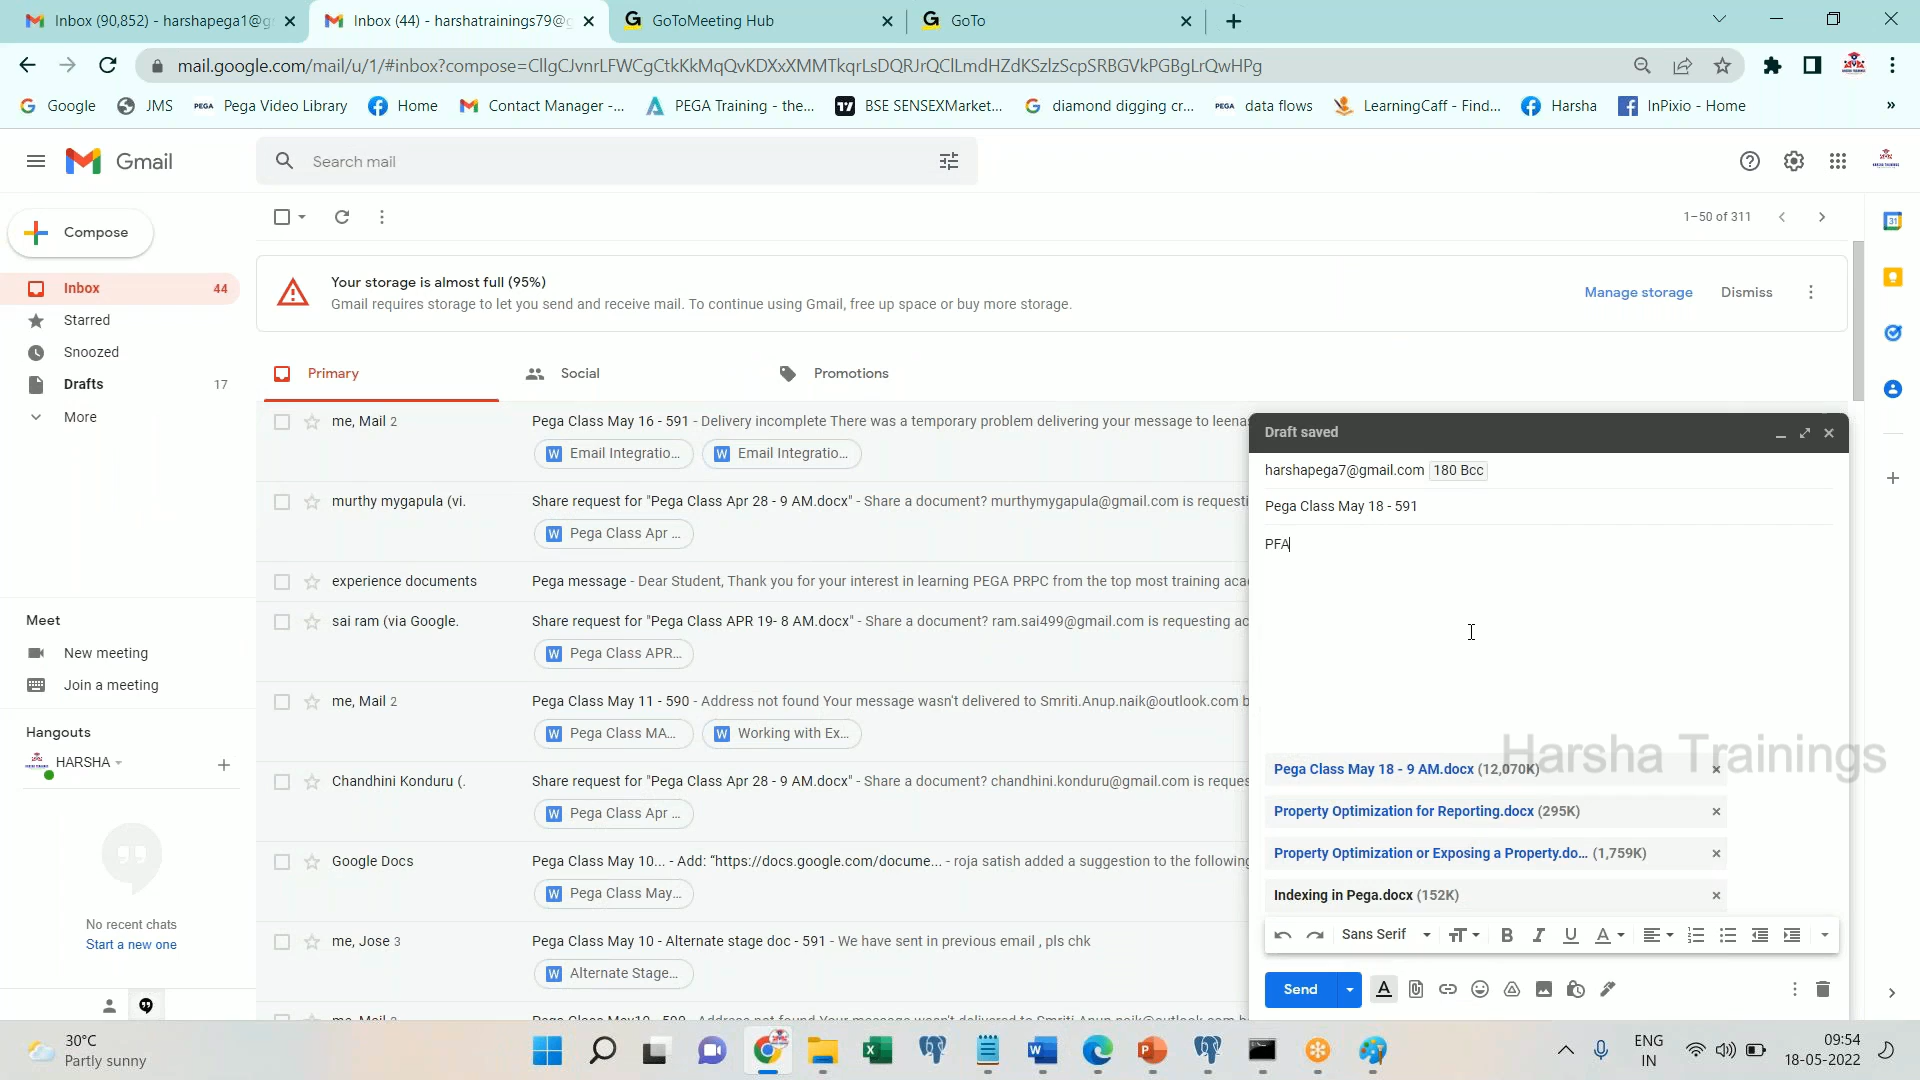 Inbox (90,852) - harshapega1@g
Inbox (44) - harshatrainings79@g
GoToMeeting Hub
GoTo
mail.google.com/mail/u/1/#inbox?compose=CllgCJvnrLFWCgCtkKkMqQvKDXxXMMTkqrLsDQRJrQClLmdHZdKSzlzScpSRBGVkPGBgLrQwHPg
Google
JMS
PEGA Pega Video Library
Home
Contact Manager -...
PEGA Training - the...
BSE SENSEXMarket...
diamond digging cr...
PEGA data flows
LearningCaff - Find...
Harsha
InPixio - Home
»
Gmail
Search mail
Compose
1–50 of 311
Inbox 44
Starred
Snoozed
Drafts 17
More
Your storage is almost full (95%)
Gmail requires storage to let you send and receive mail. To continue using Gmail, free up space or buy more storage.
Manage storage
Dismiss
Primary
Social
Promotions
me, Mail 2
Pega Class May 16 - 591 - Delivery incomplete There was a temporary problem delivering your message to leena
Email Integratio...
Email Integratio...
murthy mygapula (vi.
Share request for "Pega Class Apr 28 - 9 AM.docx" - Share a document? murthymygapula@gmail.com is requesti
Pega Class Apr ...
experience documents
Pega message - Dear Student, Thank you for your interest in learning PEGA PRPC from the top most training aca
sai ram (via Google.
Share request for "Pega Class APR 19- 8 AM.docx" - Share a document? ram.sai499@gmail.com is requesting ac
Pega Class APR...
me, Mail 2
Pega Class May 11 - 590 - Address not found Your message wasn't delivered to Smriti.Anup.naik@outlook.com b
Pega Class MA...
Working with Ex...
Chandhini Konduru (.
Share request for "Pega Class Apr 28 - 9 AM.docx" - Share a document? chandhini.konduru@gmail.com is reques
Pega Class Apr ...
Google Docs
Pega Class May 10... - Add: “https://docs.google.com/docume... - roja satish added a suggestion to the following
Pega Class May...
me, Jose 3
Pega Class May 10 - Alternate stage doc - 591 - We have sent in previous email , pls chk
Alternate Stage...
Meet
New meeting
Join a meeting
Hangouts
HARSHA
No recent chats
Start a new one
Draft saved
harshapega7@gmail.com 180 Bcc
Pega Class May 18 - 591
PFA
Harsha Trainings
Pega Class May 18 - 9 AM.docx (12,070K)
Property Optimization for Reporting.docx (295K)
Property Optimization or Exposing a Property.do... (1,759K)
Indexing in Pega.docx (152K)
Sans Serif
Send
30°C
Partly sunny
ENG
IN
09:54
18-05-2022